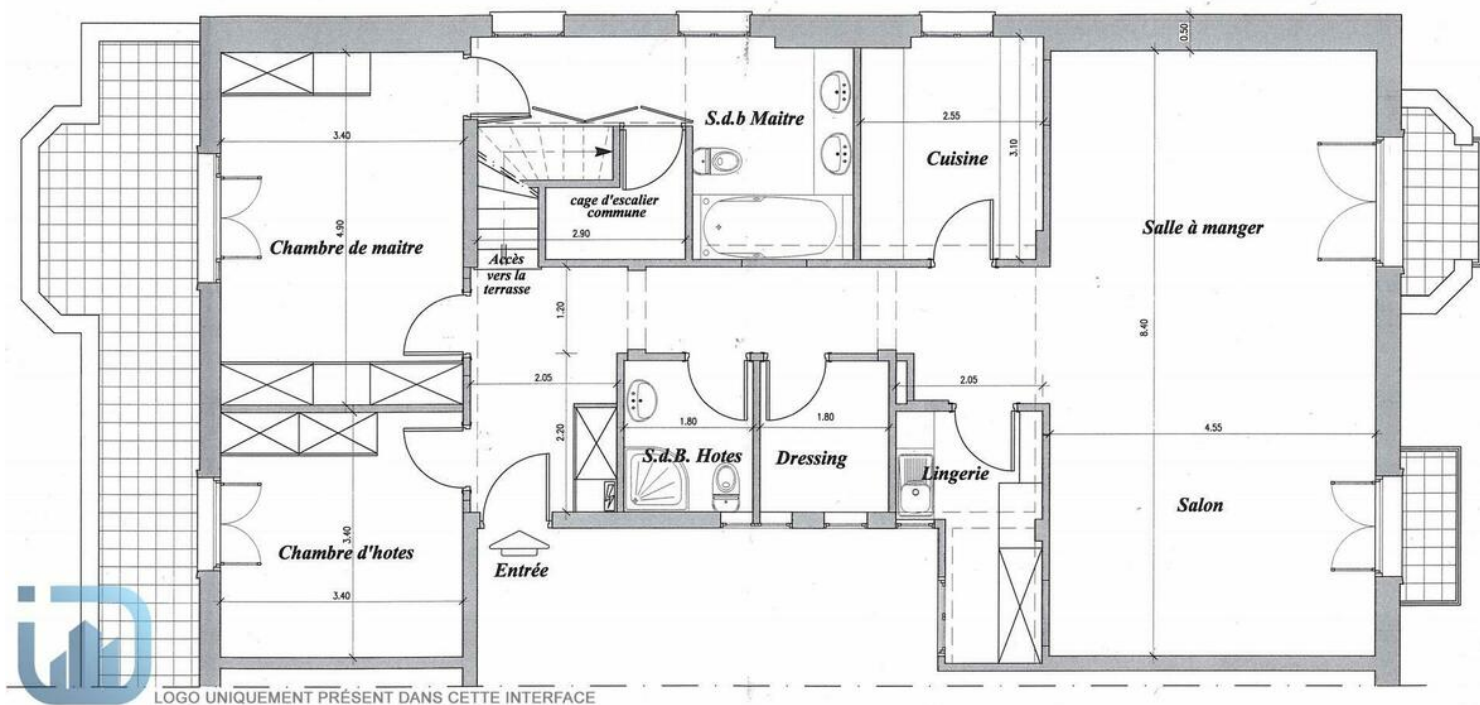 0.50
3.40
S.d.b Maitre
2.55
3.10
Cuisine
cage d'escalier
commune
2.90
4.90
Chambre de maitre
Salle à manger
Accès
vers la
terrasse
1.20
8.40
2.05
2.05
1.80
1.80
2.20
4.55
S.d.B. Hotes
Dressing
Lingerie
Salon
3.40
Chambre d'hotes
Entrée
3.40
iD
LOGO UNIQUEMENT PRÉSENT DANS CETTE INTERFACE